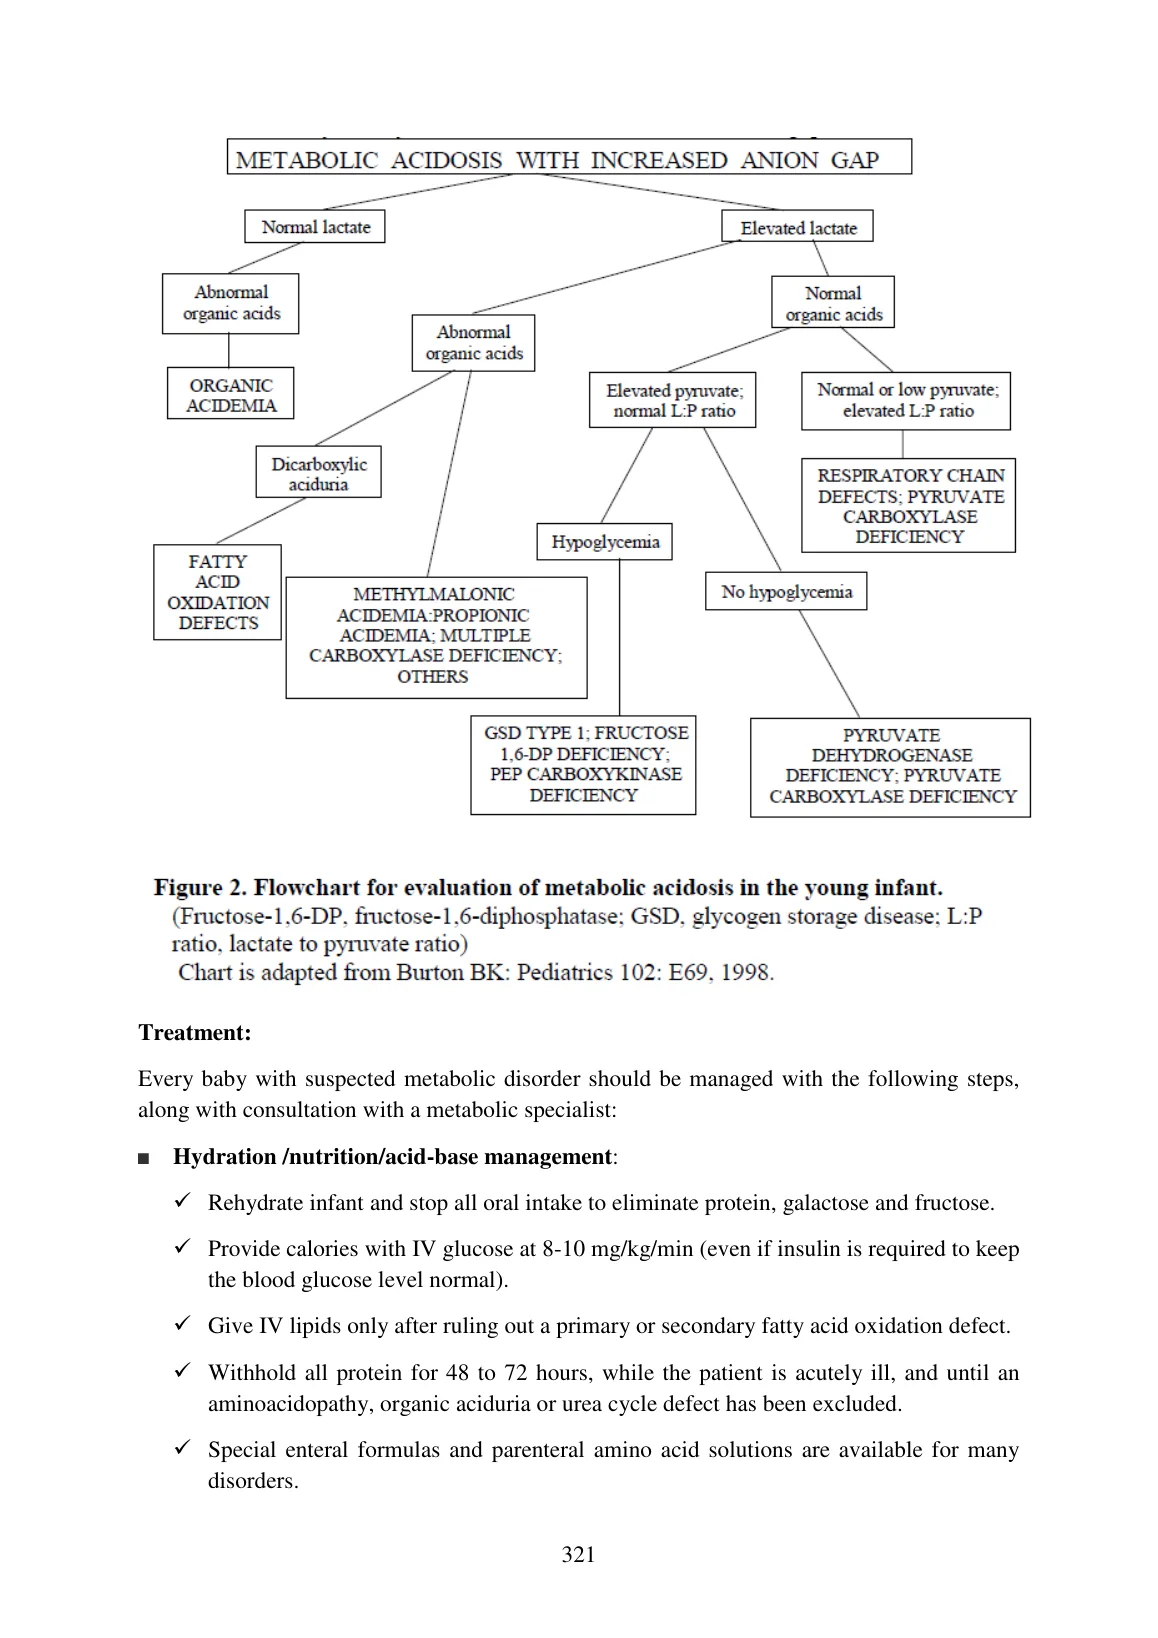 METABOLIC ACIDOSIS WITH INCREASED ANION GAP
Normal lactate
Elevated lactate
Abnormal
organic acids
Normal
organic acids
Abnormal
organic acids
ORGANIC
ACIDEMIA
Elevated pyruvate;
normal L:P ratio
Normal or low pyruvate;
elevated L:P ratio
Dicarboxylic
aciduria
RESPIRATORY CHAIN
DEFECTS; PYRUVATE
CARBOXYLASE
DEFICIENCY
Hypoglycemia
FATTY
ACID
OXIDATION
DEFECTS
No hypoglycemia
METHYLMALONIC
ACIDEMIA:PROPIONIC
ACIDEMIA; MULTIPLE
CARBOXYLASE DEFICIENCY;
OTHERS
GSD TYPE 1; FRUCTOSE
1,6-DP DEFICIENCY;
PEP CARBOXYKINASE
DEFICIENCY
PYRUVATE
DEHYDROGENASE
DEFICIENCY; PYRUVATE
CARBOXYLASE DEFICIENCY
Figure 2. Flowchart for evaluation of metabolic acidosis in the young infant.
(Fructose-1,6-DP, fructose-1,6-diphosphatase; GSD, glycogen storage disease; L:P
ratio, lactate to pyruvate ratio)
Chart is adapted from Burton BK: Pediatrics 102: E69, 1998.
Treatment:
Every baby with suspected metabolic disorder should be managed with the following steps,
along with consultation with a metabolic specialist:
■ Hydration /nutrition/acid-base management:
✓ Rehydrate infant and stop all oral intake to eliminate protein, galactose and fructose.
✓ Provide calories with IV glucose at 8-10 mg/kg/min (even if insulin is required to keep
the blood glucose level normal).
✓ Give IV lipids only after ruling out a primary or secondary fatty acid oxidation defect.
✓ Withhold all protein for 48 to 72 hours, while the patient is acutely ill, and until an
aminoacidopathy, organic aciduria or urea cycle defect has been excluded.
✓ Special enteral formulas and parenteral amino acid solutions are available for many
disorders.
321